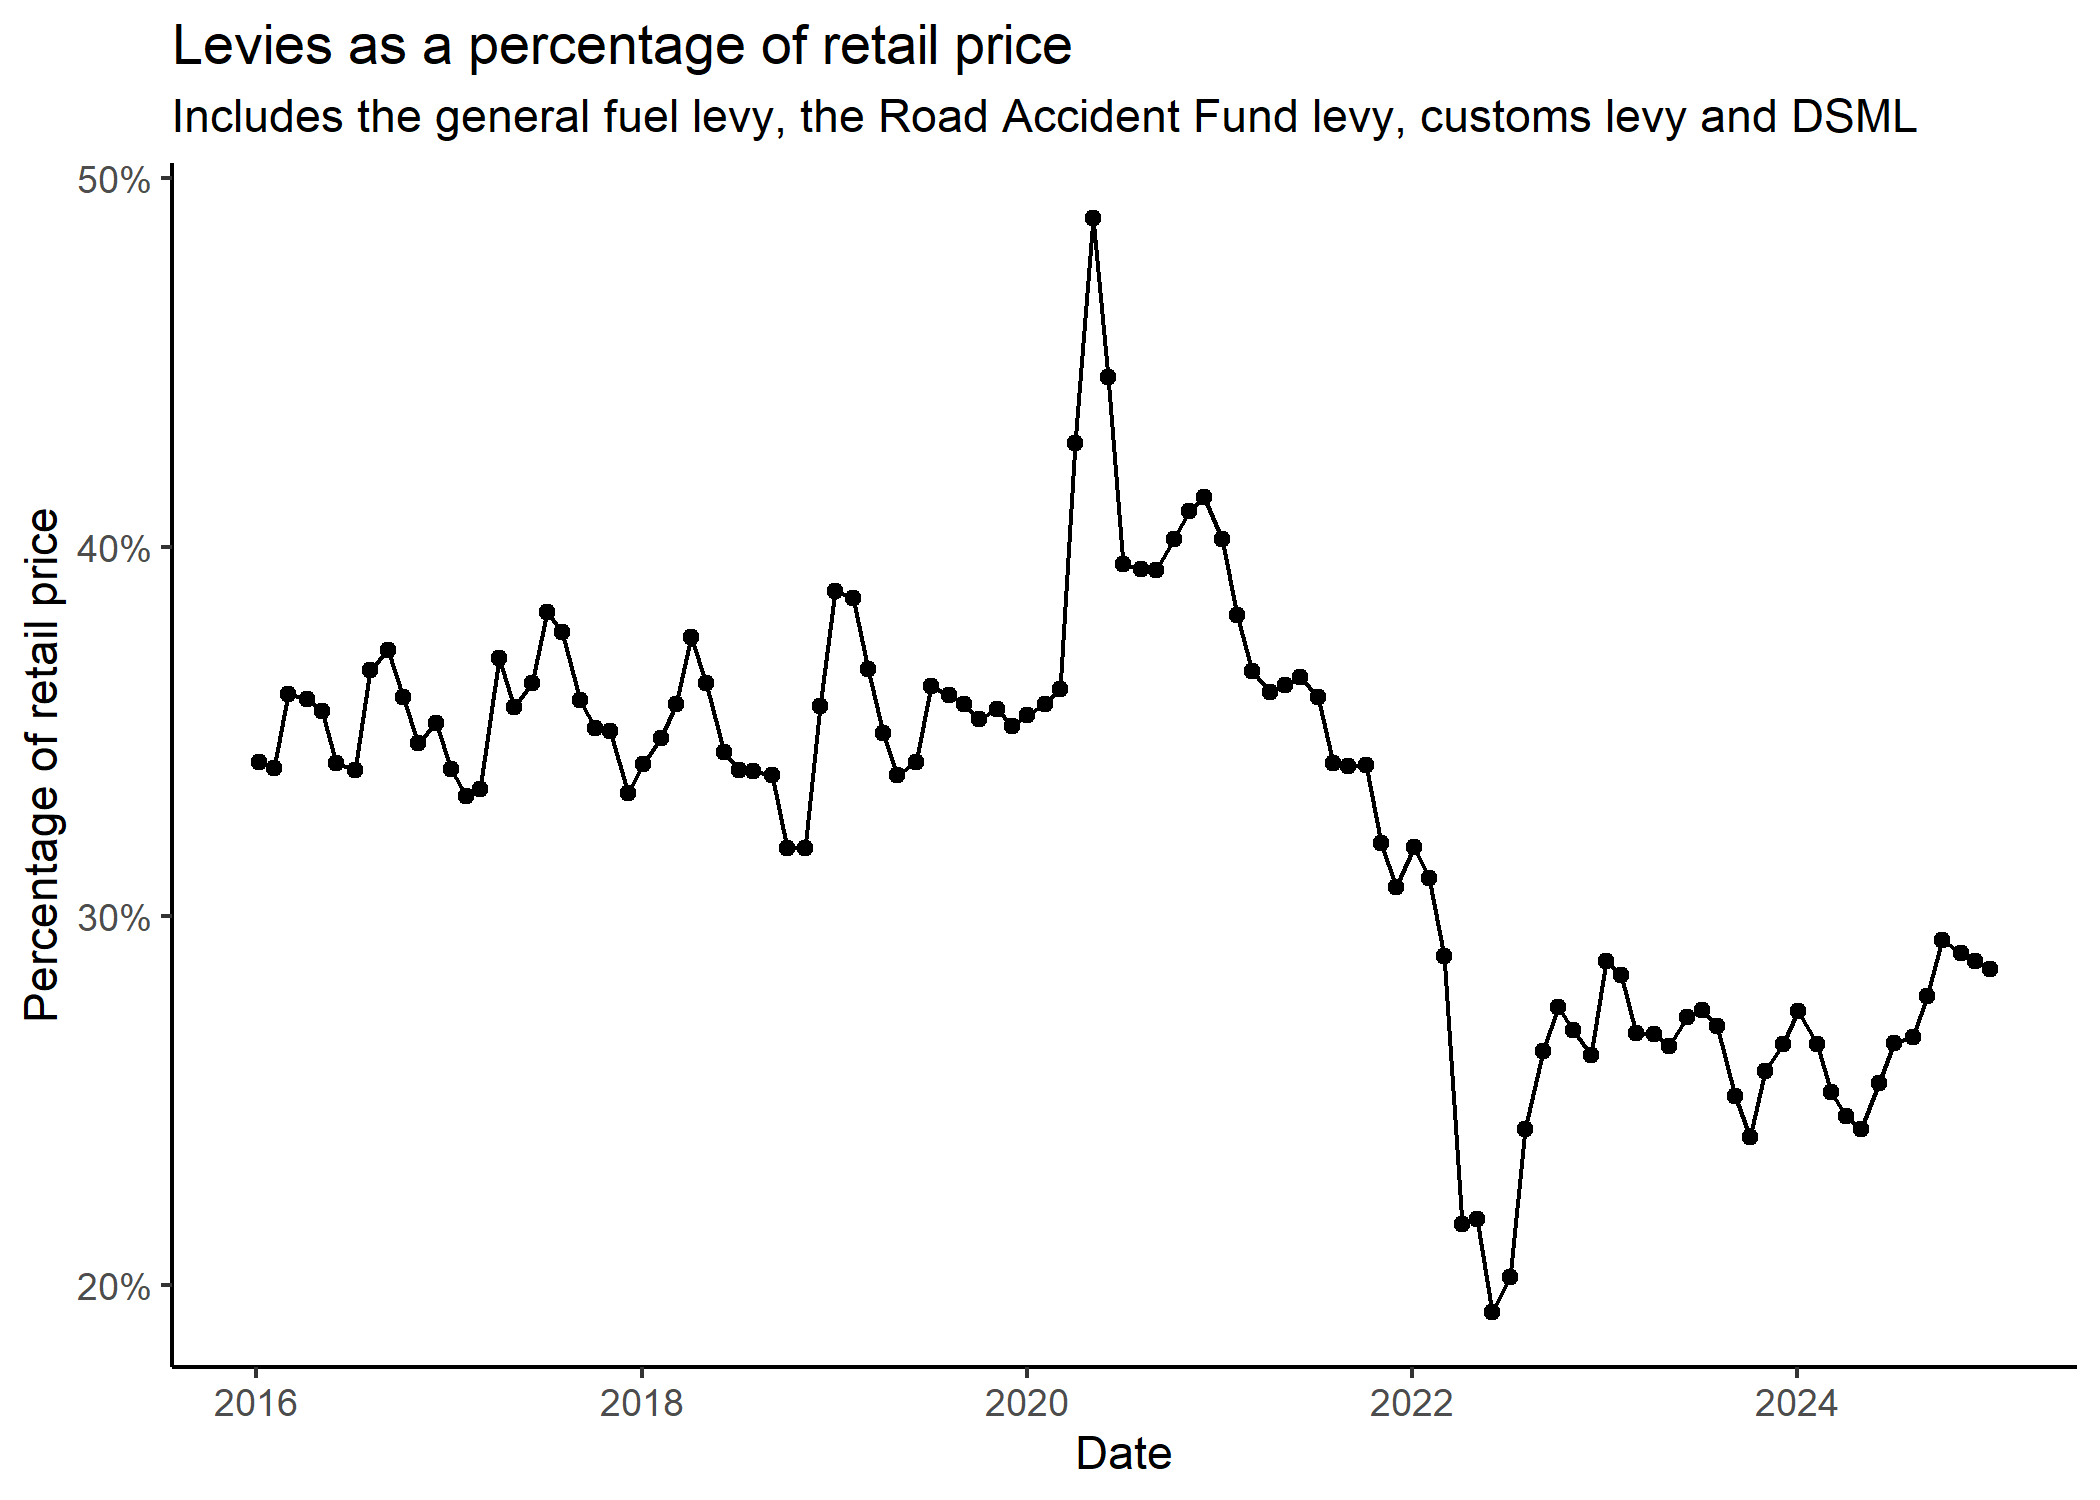 Levies as a percentage of retail price
Includes the general fuel levy, the Road Accident Fund levy, customs levy and DSML
Percentage of retail price
50%
40%
30%
20%
2016
2018
2020
2022
2024
Date